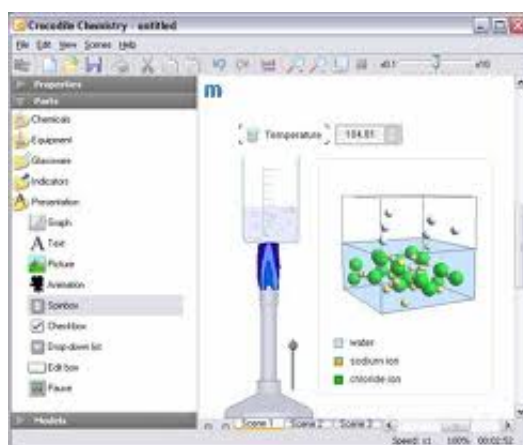 Crocodile Chemistry - untitled
File Edit View Scenes Help
x0.1 x10
Properties
Parts
Chemicals
Equipment
Glassware
Indicators
Presentation
Graph
Text
Picture
Animation
Spinbox
Checkbox
Drop-down list
Edit box
Pause
Models
m
Temperature 104.81
water
sodium ion
chloride ion
Scene 1 Scene 2 Scene 3
Speed: x1 100% 00:02:52